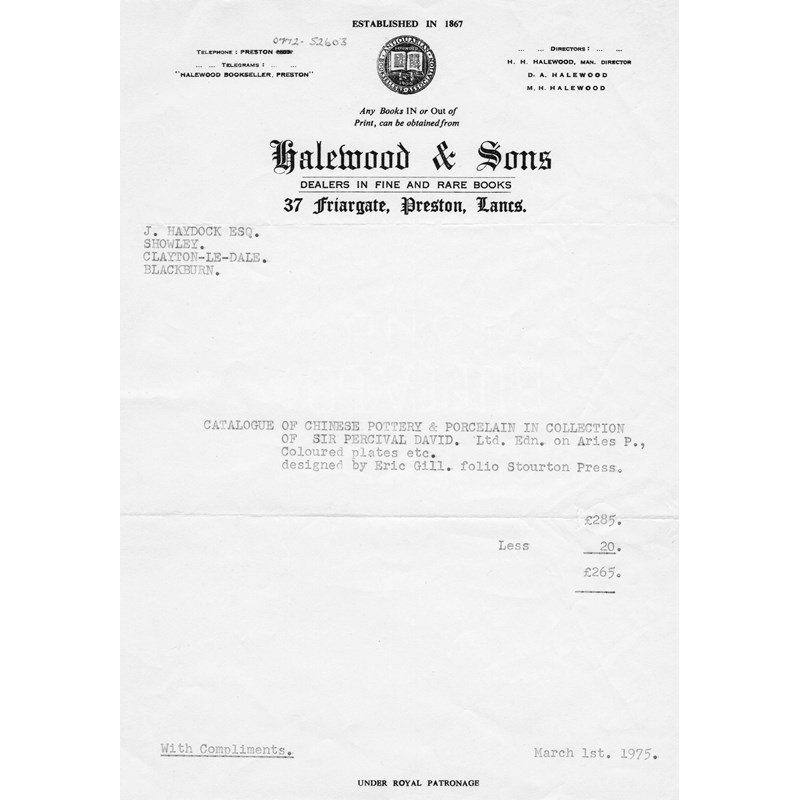 ESTABLISHED IN 1867
0772-52603
TELEPHONE : PRESTON
... ... TELEGRAMS : ... ...
"HALEWOOD BOOKSELLER, PRESTON"
ANTIQUARIAN
FOUNDED
BOOKSELLERS ASSOCIATION
... ... DIRECTORS : ... ...
H. H. HALEWOOD, MAN. DIRECTOR
D. A. HALEWOOD
M. H. HALEWOOD
Any Books IN or Out of
Print, can be obtained from
Halewood & Sons
DEALERS IN FINE AND RARE BOOKS
37 Friargate, Preston, Lancs.
J. HAYDOCK ESQ.
SHOWLEY.
CLAYTON-LE-DALE.
BLACKBURN.
CATALOGUE OF CHINESE POTTERY & PORCELAIN IN COLLECTION
OF SIR PERCIVAL DAVID. Ltd. Edn. on Aries P.,
Coloured plates etc.
designed by Eric Gill. folio Stourton Press.
£285.
Less 20.
£265.
With Compliments.
March 1st. 1975.
UNDER ROYAL PATRONAGE